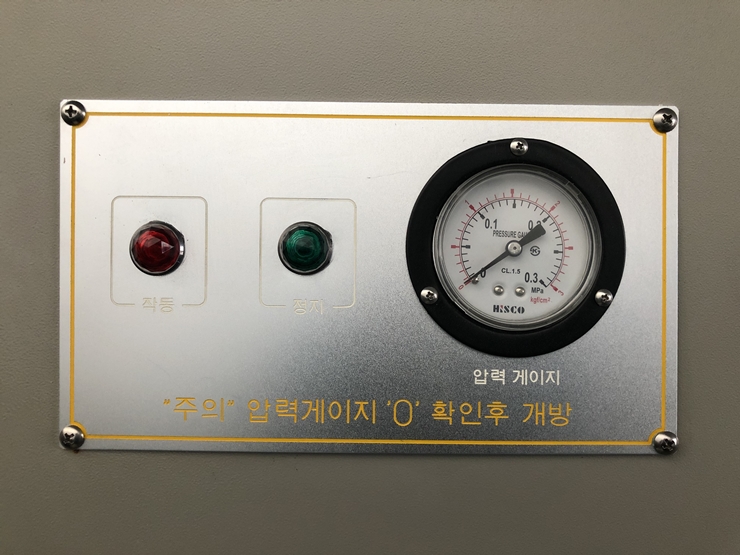 0.1 0.2
PRESSURE GAUGE
0 CL.1.5 0.3
MPa
kgf/cm²
HISCO
작동 정지
압력 게이지
"주의" 압력게이지 '0' 확인후 개방